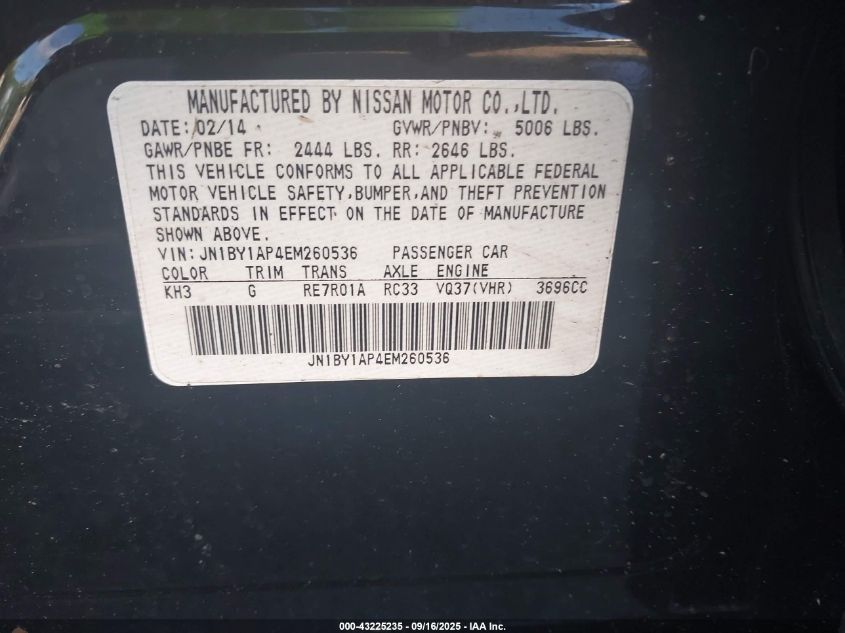 MANUFACTURED BY NISSAN MOTOR CO.,LTD.
DATE: 02/14 GVWR/PNBV: 5006 LBS.
GAWR/PNBE FR: 2444 LBS. RR: 2646 LBS.
THIS VEHICLE CONFORMS TO ALL APPLICABLE FEDERAL
MOTOR VEHICLE SAFETY,BUMPER,AND THEFT PREVENTION
STANDARDS IN EFFECT ON THE DATE OF MANUFACTURE
SHOWN ABOVE.
VIN: JN1BY1AP4EM260536 PASSENGER CAR
COLOR TRIM TRANS AXLE ENGINE
KH3 G RE7R01A RC33 VQ37(VHR) 3696CC
JN1BY1AP4EM260536
000-43225235 - 09/16/2025 - IAA Inc.